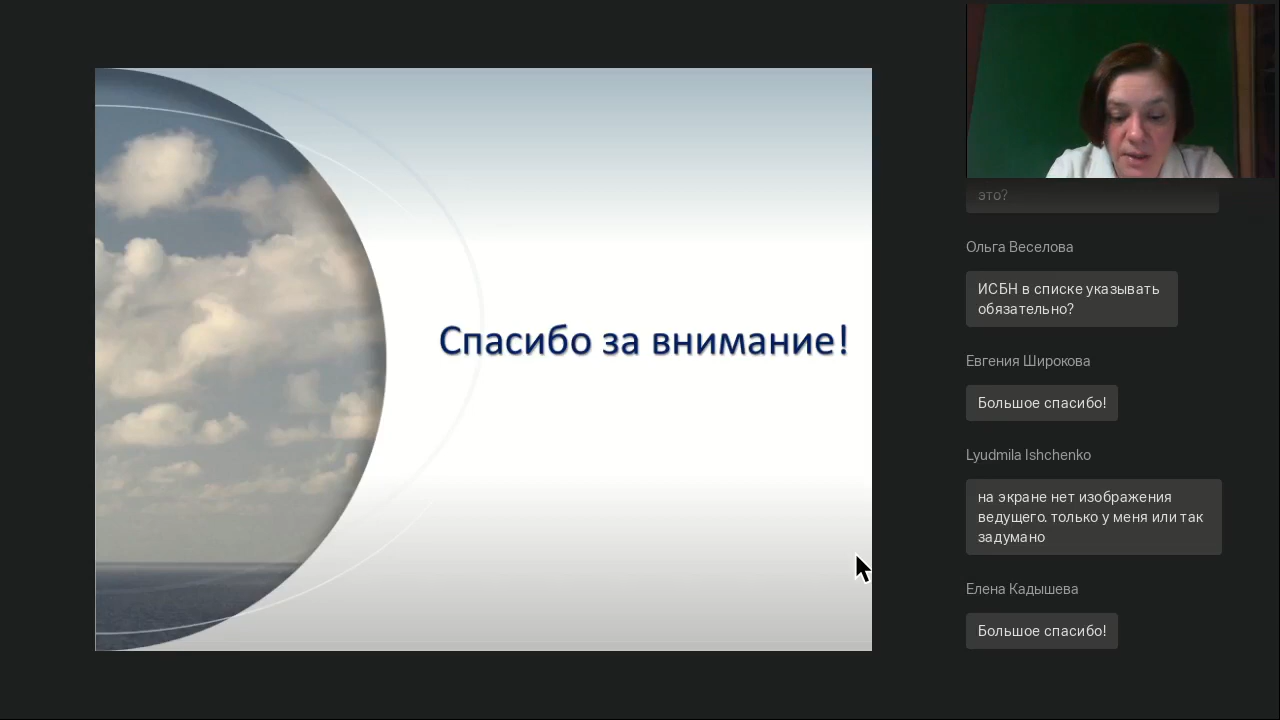 Спасибо за внимание!
это?
Ольга Веселова
ИСБН в списке указывать
обязательно?
Евгения Широкова
Большое спасибо!
Lyudmila Ishchenko
на экране нет изображения
ведущего. только у меня или так
задумано
Елена Кадышева
Большое спасибо!